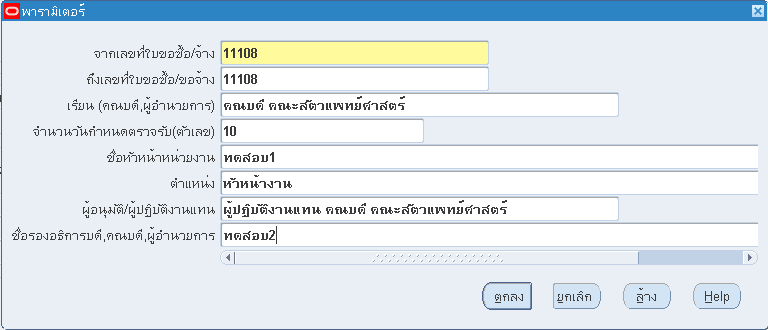 พารามิเตอร์
จากเลขที่ใบขอซื้อ/จ้าง 11108
ถึงเลขที่ใบขอซื้อ/ขอจ้าง 11108
เรียน (คณบดี,ผู้อำนวยการ) คณบดี คณะสัตวแพทย์ศาสตร์
จำนวนวันกำหนดตรวจรับ(ตัวเลข) 10
ชื่อหัวหน้าหน่วยงาน ทดสอบ1
ตำแหน่ง หัวหน้างาน
ผู้อนุมัติ/ผู้ปฏิบัติงานแทน ผู้ปฏิบัติงานแทน คณบดี คณะสัตวแพทย์ศาสตร์
ชื่อรองอธิการบดี,คณบดี,ผู้อำนวยการ ทดสอบ2
ตกลง ยกเลิก ล้าง Help